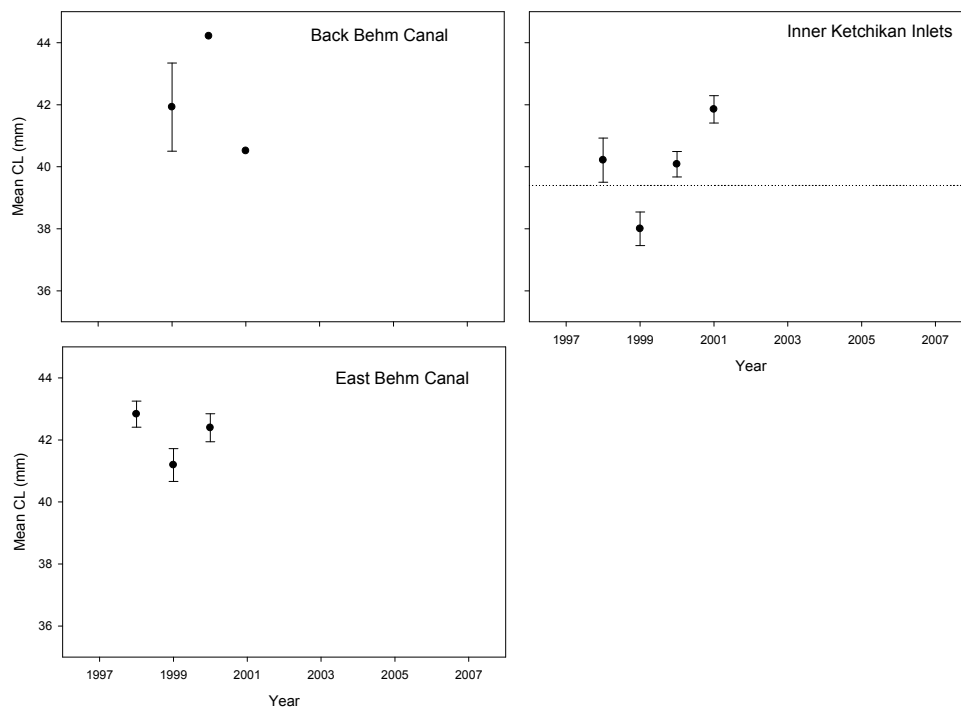 Back Behm Canal
44
42
40
38
36
Mean CL (mm)
Inner Ketchikan Inlets
1997 1999 2001 2003 2005 2007
Year
East Behm Canal
44
42
40
38
36
Mean CL (mm)
1997 1999 2001 2003 2005 2007
Year